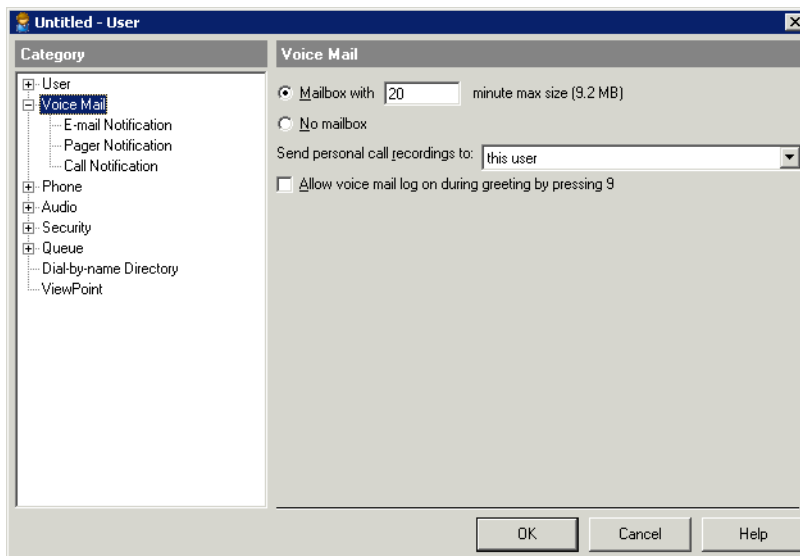 Untitled - User
Category
User
Voice Mail
E-mail Notification
Pager Notification
Call Notification
Phone
Audio
Security
Queue
Dial-by-name Directory
ViewPoint
Voice Mail
Mailbox with 20 minute max size (9.2 MB)
No mailbox
Send personal call recordings to: this user
Allow voice mail log on during greeting by pressing 9
OK Cancel Help